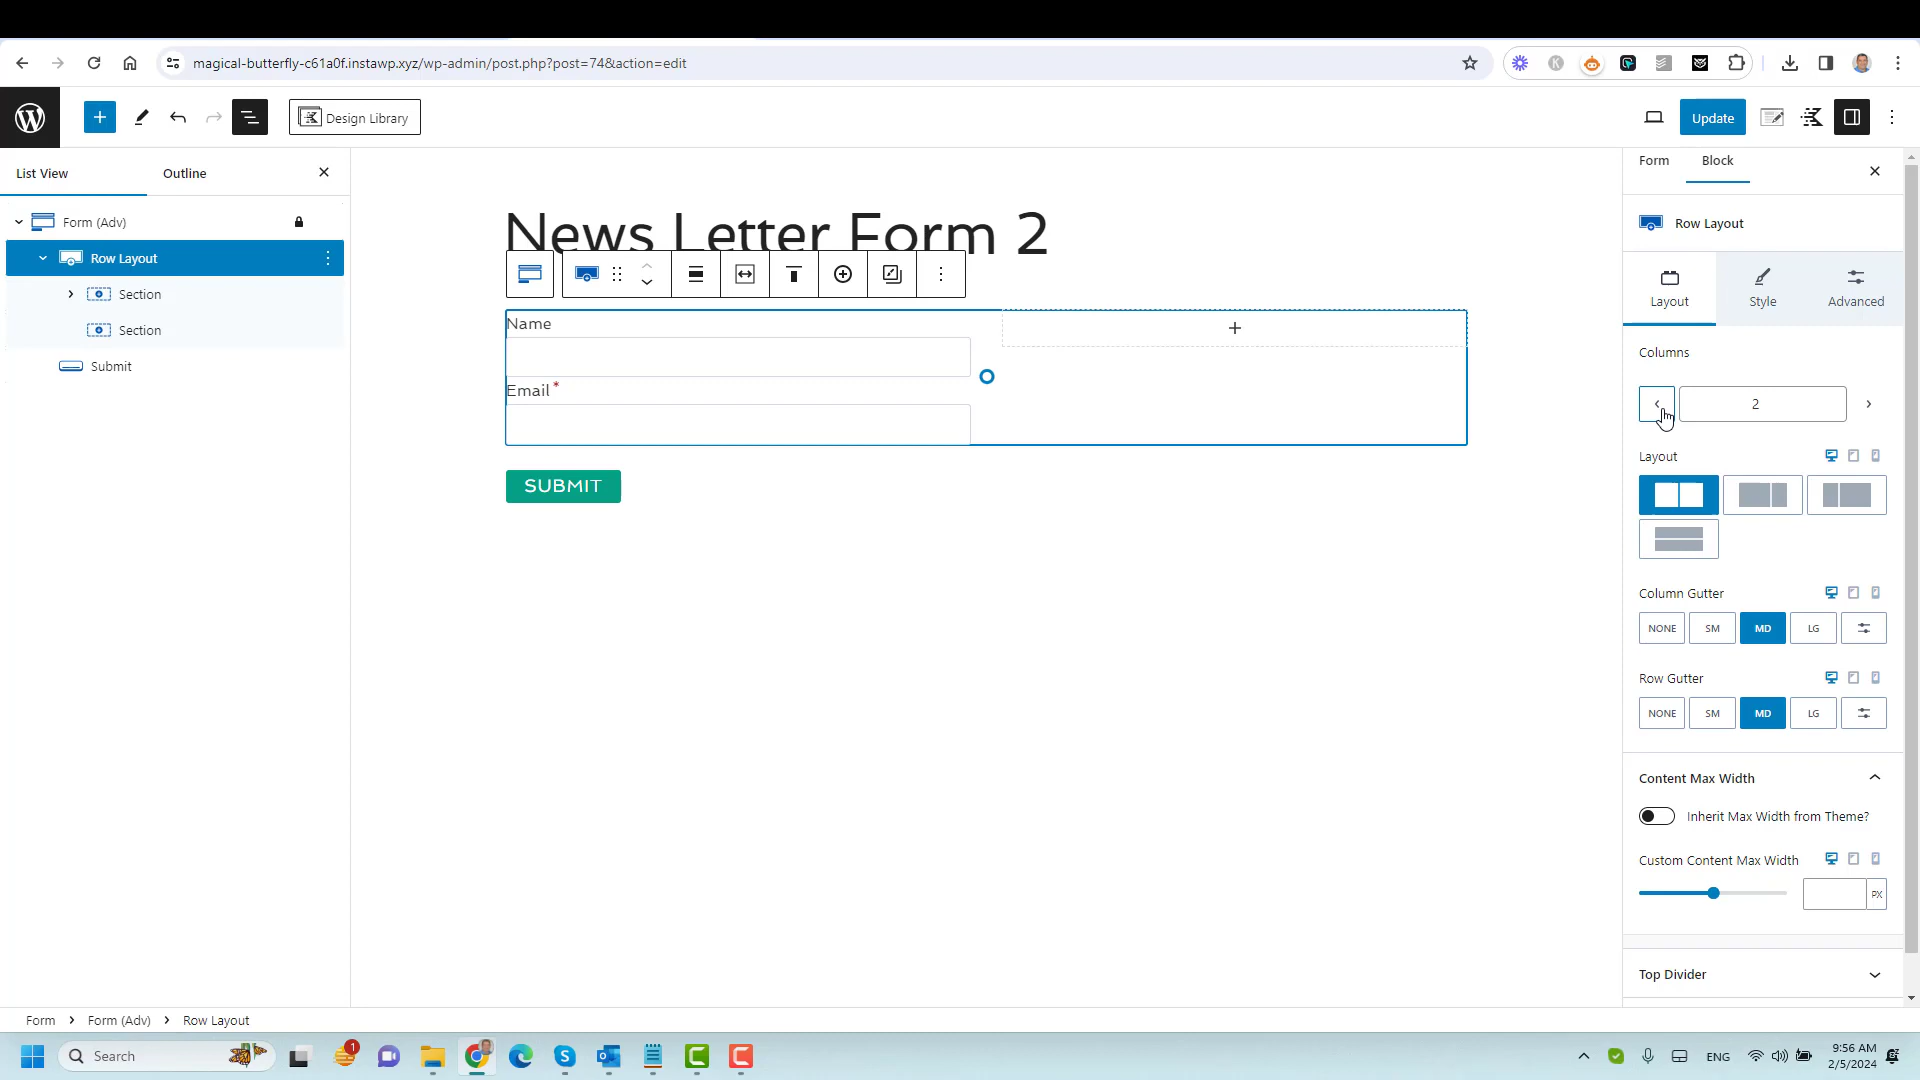 magical-butterfly-c61a0f.instawp.xyz/wp-admin/post.php?post=74&action=edit
Design Library
Update
List View
Outline
Form (Adv)
Row Layout
Section
Section
Submit
News Letter Form 2
Name
Email *
SUBMIT
Form
Block
Row Layout
Layout
Style
Advanced
Columns
2
Layout
Column Gutter
NONE
SM
MD
LG
Row Gutter
NONE
SM
MD
LG
Content Max Width
Inherit Max Width from Theme?
Custom Content Max Width
PX
Top Divider
Form > Form (Adv) > Row Layout
Search
1
ENG
9:56 AM
2/5/2024